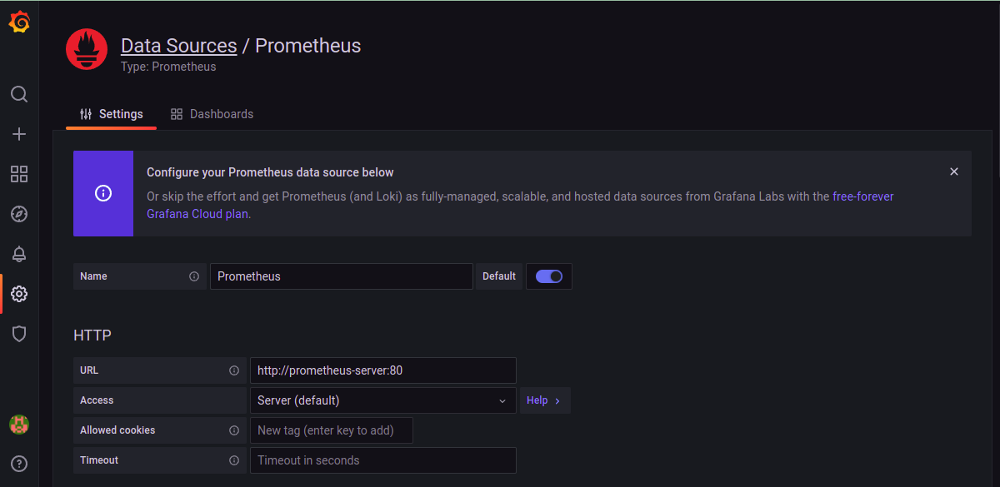 Data Sources / Prometheus
Type: Prometheus
Settings
Dashboards
Configure your Prometheus data source below
Or skip the effort and get Prometheus (and Loki) as fully-managed, scalable, and hosted data sources from Grafana Labs with the free-forever
Grafana Cloud plan.
Name
Prometheus
Default
HTTP
URL
http://prometheus-server:80
Access
Server (default)
Help
Allowed cookies
New tag (enter key to add)
Timeout
Timeout in seconds